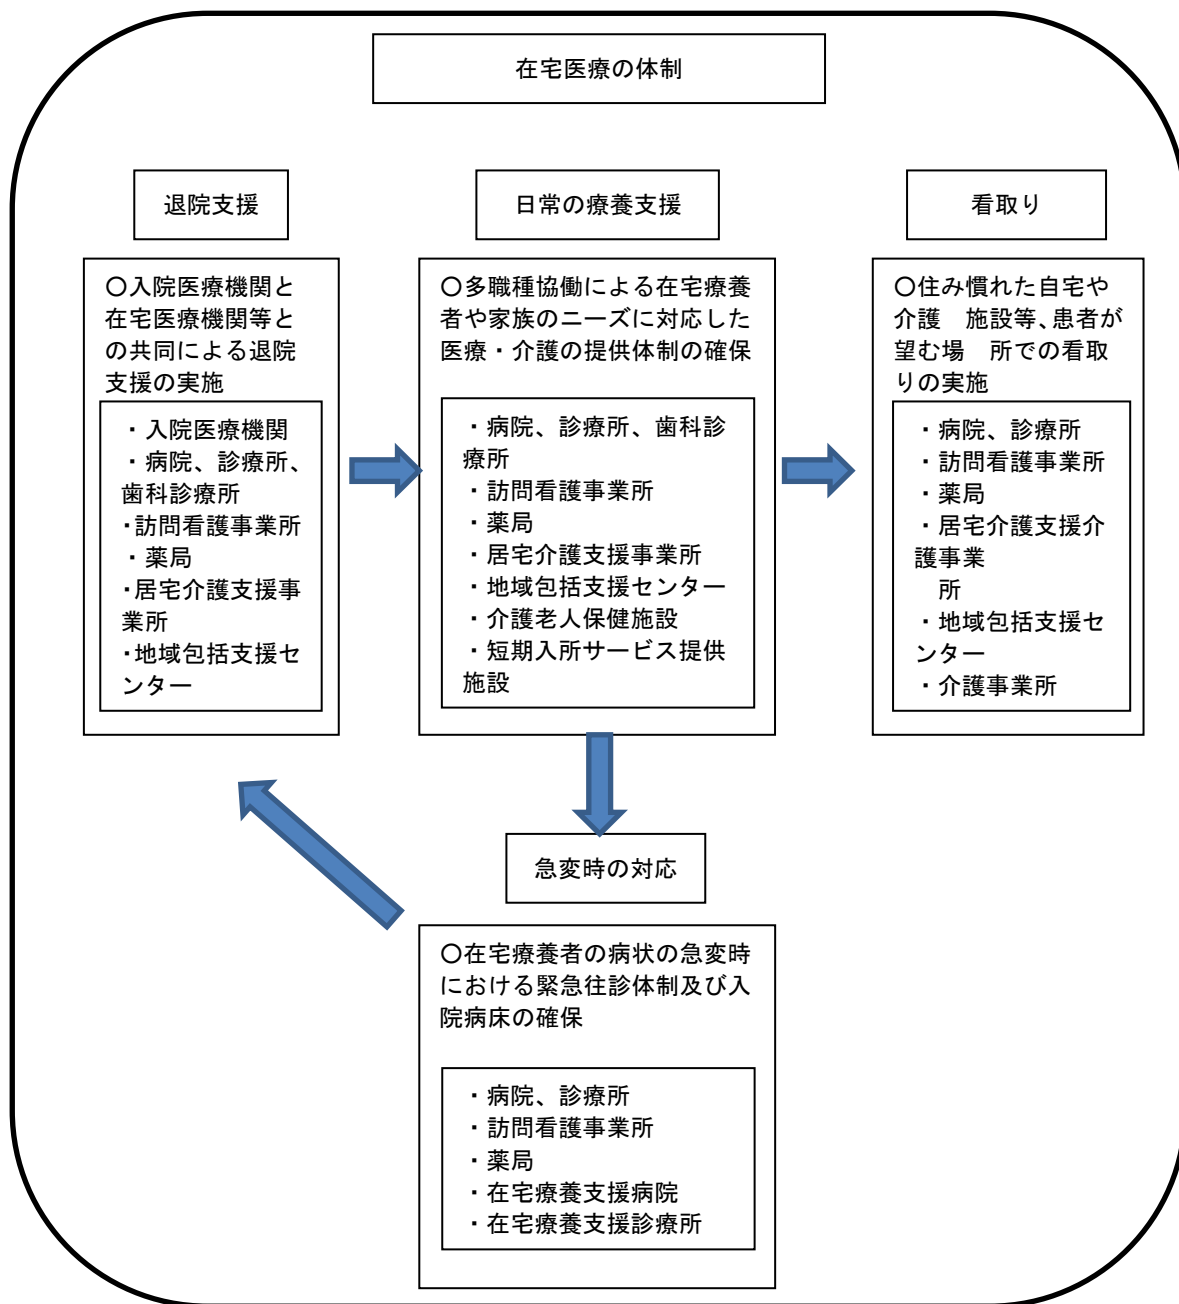 在宅医療の体制
退院支援
○入院医療機関と
在宅医療機関等と
の共同による退院
支援の実施
・入院医療機関
・病院、診療所、
歯科診療所
・訪問看護事業所
・薬局
・居宅介護支援事
業所
・地域包括支援セ
ンター
日常の療養支援
○多職種協働による在宅療養
者や家族のニーズに対応した
医療・介護の提供体制の確保
・病院、診療所、歯科診
療所
・訪問看護事業所
・薬局
・居宅介護支援事業所
・地域包括支援センター
・介護老人保健施設
・短期入所サービス提供
施設
看取り
○住み慣れた自宅や
介護　施設等、患者が
望む場　所での看取
りの実施
・病院、診療所
・訪問看護事業所
・薬局
・居宅介護支援介
護事業
所
・地域包括支援セ
ンター
・介護事業所
急変時の対応
○在宅療養者の病状の急変時
における緊急往診体制及び入
院病床の確保
・病院、診療所
・訪問看護事業所
・薬局
・在宅療養支援病院
・在宅療養支援診療所